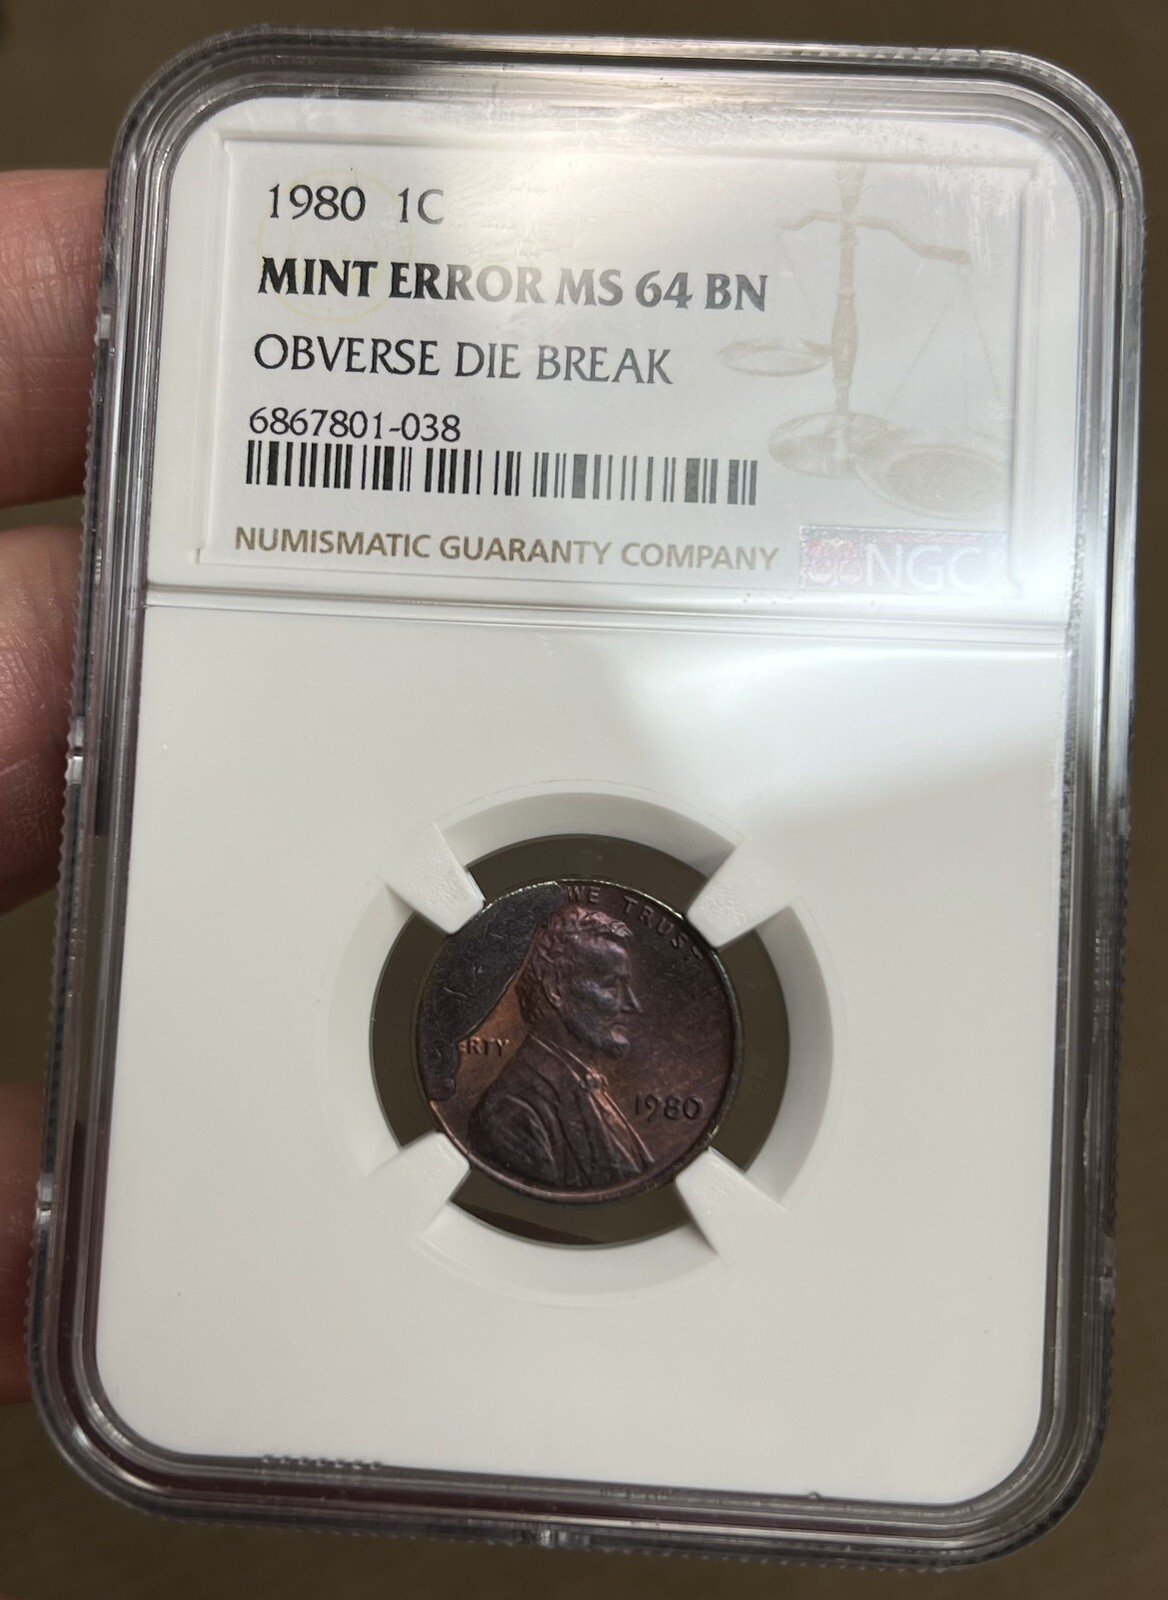 1980 1C
MINT ERROR MS 64 BN
OBVERSE DIE BREAK
6867801-038
NUMISMATIC GUARANTY COMPANY
NGC
WE TRUST
ERTY
1980